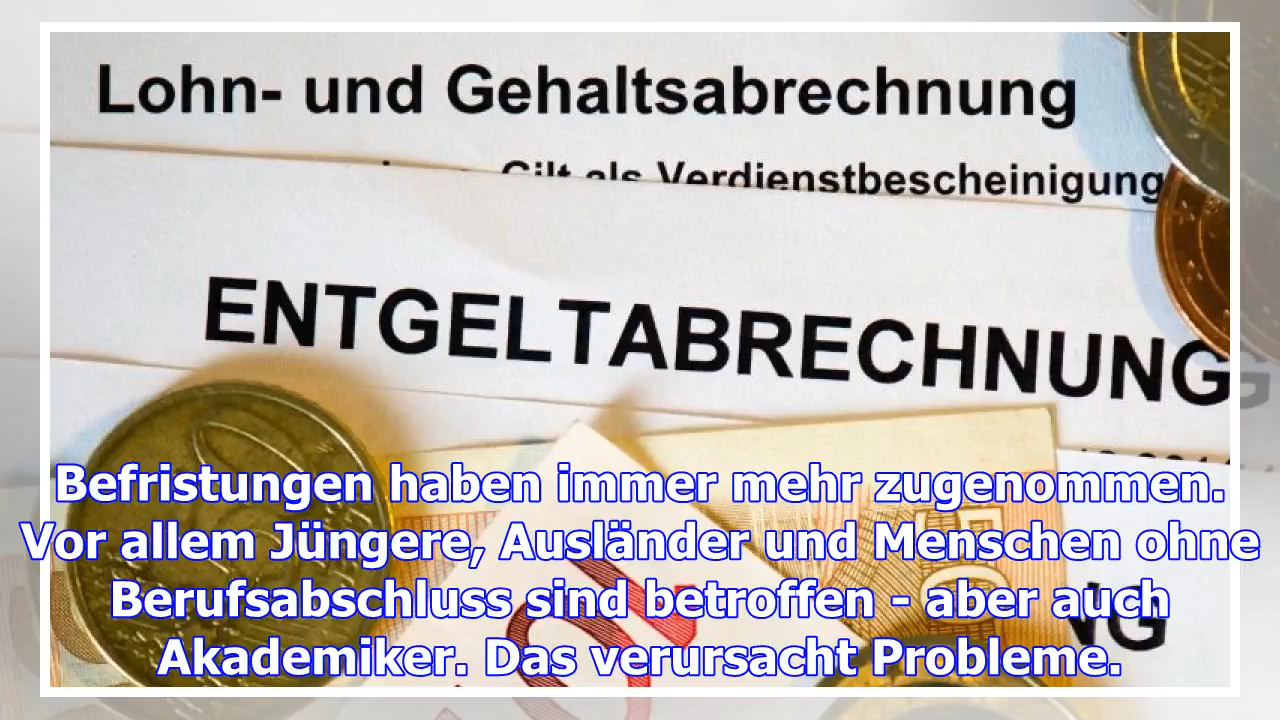 Lohn- und Gehaltsabrechnung
Gilt als Verdienstbescheinigung
ENTGELTABRECHNUNG
Befristungen haben immer mehr zugenommen.
Vor allem Jüngere, Ausländer und Menschen ohne
Berufsabschluss sind betroffen - aber auch
Akademiker. Das verursacht Probleme.
NG